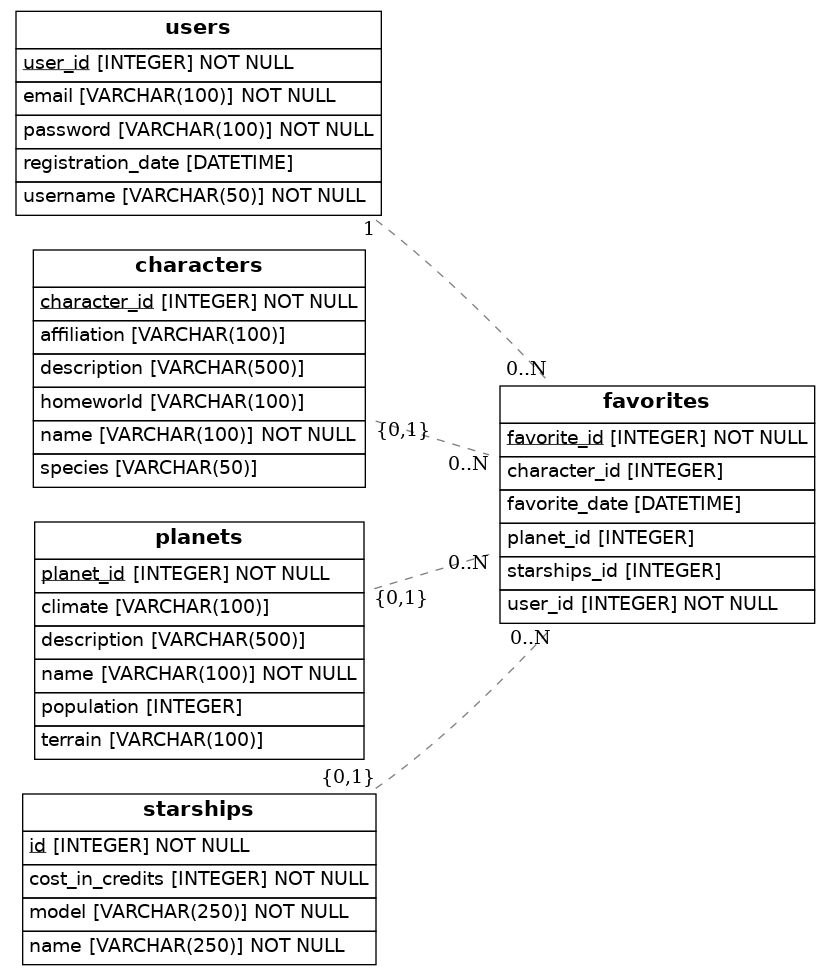 users
user_id [INTEGER] NOT NULL
email [VARCHAR(100)] NOT NULL
password [VARCHAR(100)] NOT NULL
registration_date [DATETIME]
username [VARCHAR(50)] NOT NULL
1
0..N
characters
character_id [INTEGER] NOT NULL
affiliation [VARCHAR(100)]
description [VARCHAR(500)]
homeworld [VARCHAR(100)]
name [VARCHAR(100)] NOT NULL
species [VARCHAR(50)]
{0,1}
0..N
favorites
favorite_id [INTEGER] NOT NULL
character_id [INTEGER]
favorite_date [DATETIME]
planet_id [INTEGER]
starships_id [INTEGER]
user_id [INTEGER] NOT NULL
planets
planet_id [INTEGER] NOT NULL
climate [VARCHAR(100)]
description [VARCHAR(500)]
name [VARCHAR(100)] NOT NULL
population [INTEGER]
terrain [VARCHAR(100)]
0..N
{0,1}
0..N
{0,1}
starships
id [INTEGER] NOT NULL
cost_in_credits [INTEGER] NOT NULL
model [VARCHAR(250)] NOT NULL
name [VARCHAR(250)] NOT NULL